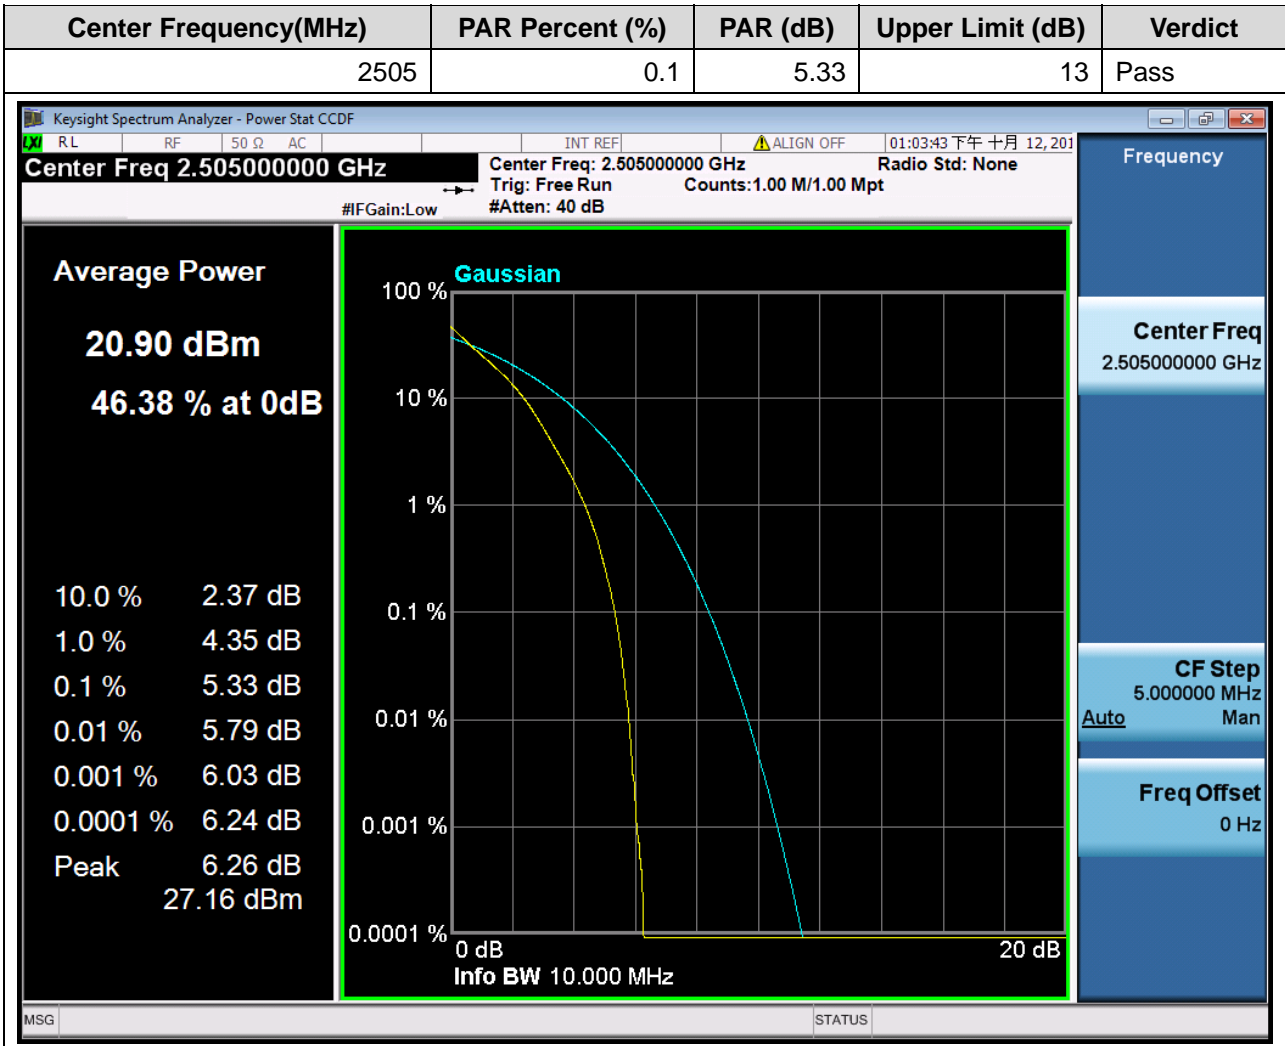 Center Frequency(MHz) PAR Percent (%) PAR (dB) Upper Limit (dB) Verdict
2505 0.1 5.33 13 Pass
Keysight Spectrum Analyzer - Power Stat CCDF
LXI RL RF 50 Ω AC INT REF ALIGN OFF 01:03:43 下午 十月 12, 201
Center Freq 2.505000000 GHz
Center Freq: 2.505000000 GHz Radio Std: None
Trig: Free Run Counts:1.00 M/1.00 Mpt
#IFGain:Low #Atten: 40 dB
Frequency
Average Power
20.90 dBm
46.38 % at 0dB
10.0 % 2.37 dB
1.0 % 4.35 dB
0.1 % 5.33 dB
0.01 % 5.79 dB
0.001 % 6.03 dB
0.0001 % 6.24 dB
Peak 6.26 dB
27.16 dBm
Gaussian
100 %
10 %
1 %
0.1 %
0.01 %
0.001 %
0.0001 %
0 dB 20 dB
Info BW 10.000 MHz
Center Freq
2.505000000 GHz
CF Step
5.000000 MHz
Auto Man
Freq Offset
0 Hz
MSG STATUS